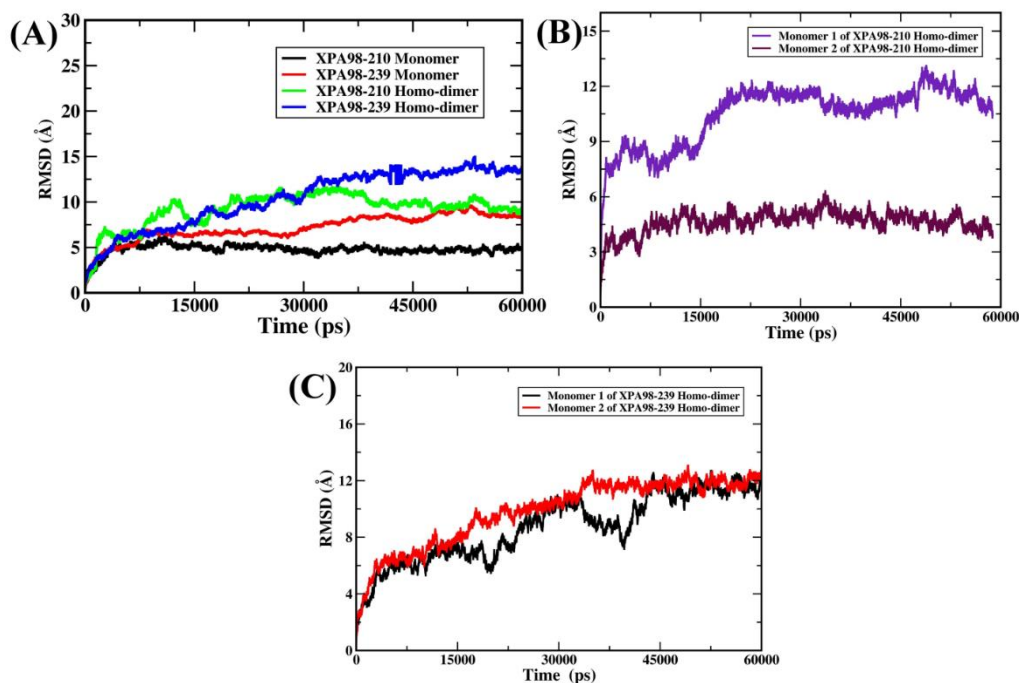 (A)
30
25
20
15
10
5
0
RMSD (Å)
XPA98-210 Monomer
XPA98-239 Monomer
XPA98-210 Homo-dimer
XPA98-239 Homo-dimer
0 15000 30000 45000 60000
Time (ps)
(B)
15
12
9
6
3
0
RMSD (Å)
Monomer 1 of XPA98-210 Homo-dimer
Monomer 2 of XPA98-210 Homo-dimer
0 15000 30000 45000 60000
Time (ps)
(C)
20
16
12
8
4
0
RMSD (Å)
Monomer 1 of XPA98-239 Homo-dimer
Monomer 2 of XPA98-239 Homo-dimer
0 15000 30000 45000 60000
Time (ps)